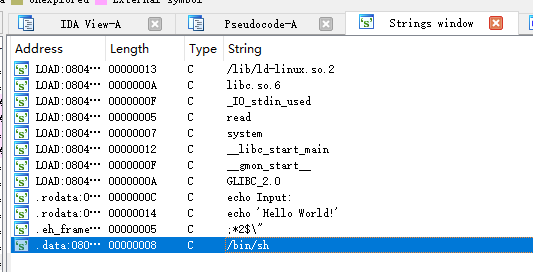 Unexplored External symbol
IDA View-A Pseudocode-A Strings window
Address Length Type String
LOAD:0804… 00000013 C /lib/ld-linux.so.2
LOAD:0804… 0000000A C libc.so.6
LOAD:0804… 0000000F C _IO_stdin_used
LOAD:0804… 00000005 C read
LOAD:0804… 00000007 C system
LOAD:0804… 00000012 C __libc_start_main
LOAD:0804… 0000000F C __gmon_start__
LOAD:0804… 0000000A C GLIBC_2.0
.rodata:0… 0000000C C echo Input:
.rodata:0… 00000014 C echo 'Hello World!'
.eh_frame… 00000005 C ;*2$\"
.data:080… 00000008 C /bin/sh